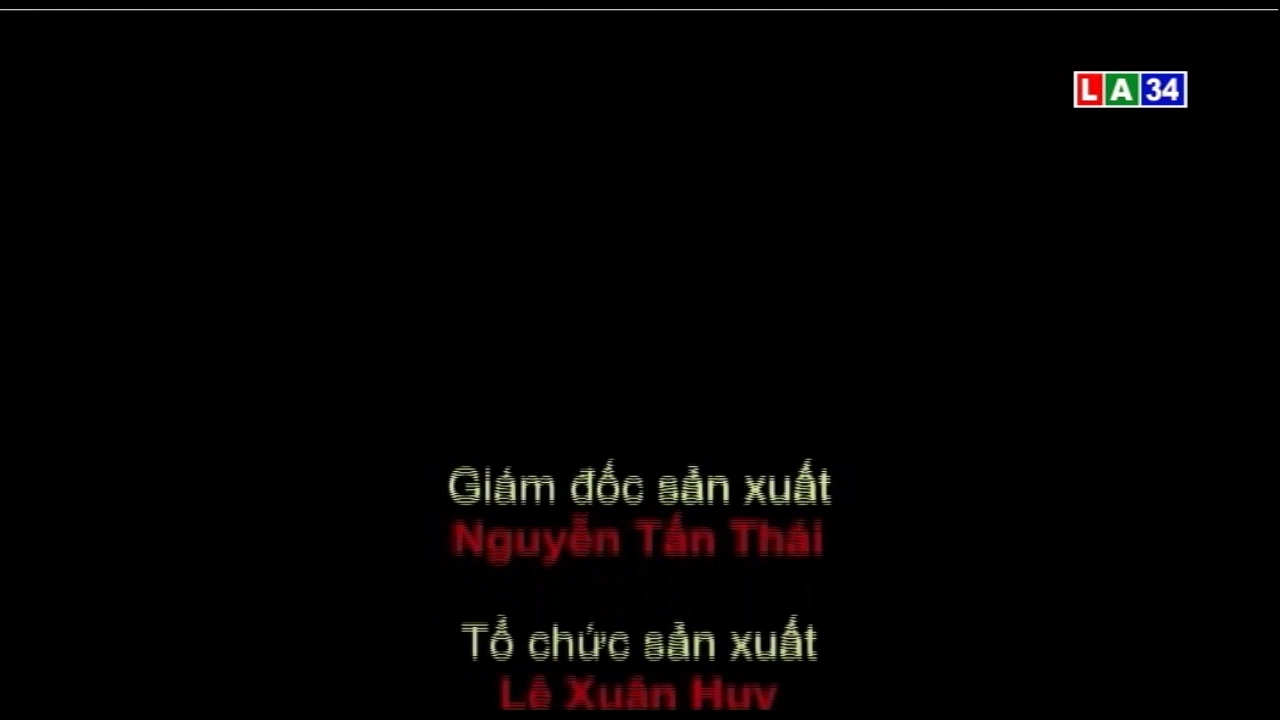 LA34
Giám đốc sản xuất
Nguyễn Tấn Thái
Tổ chức sản xuất
Lê Xuân Huy